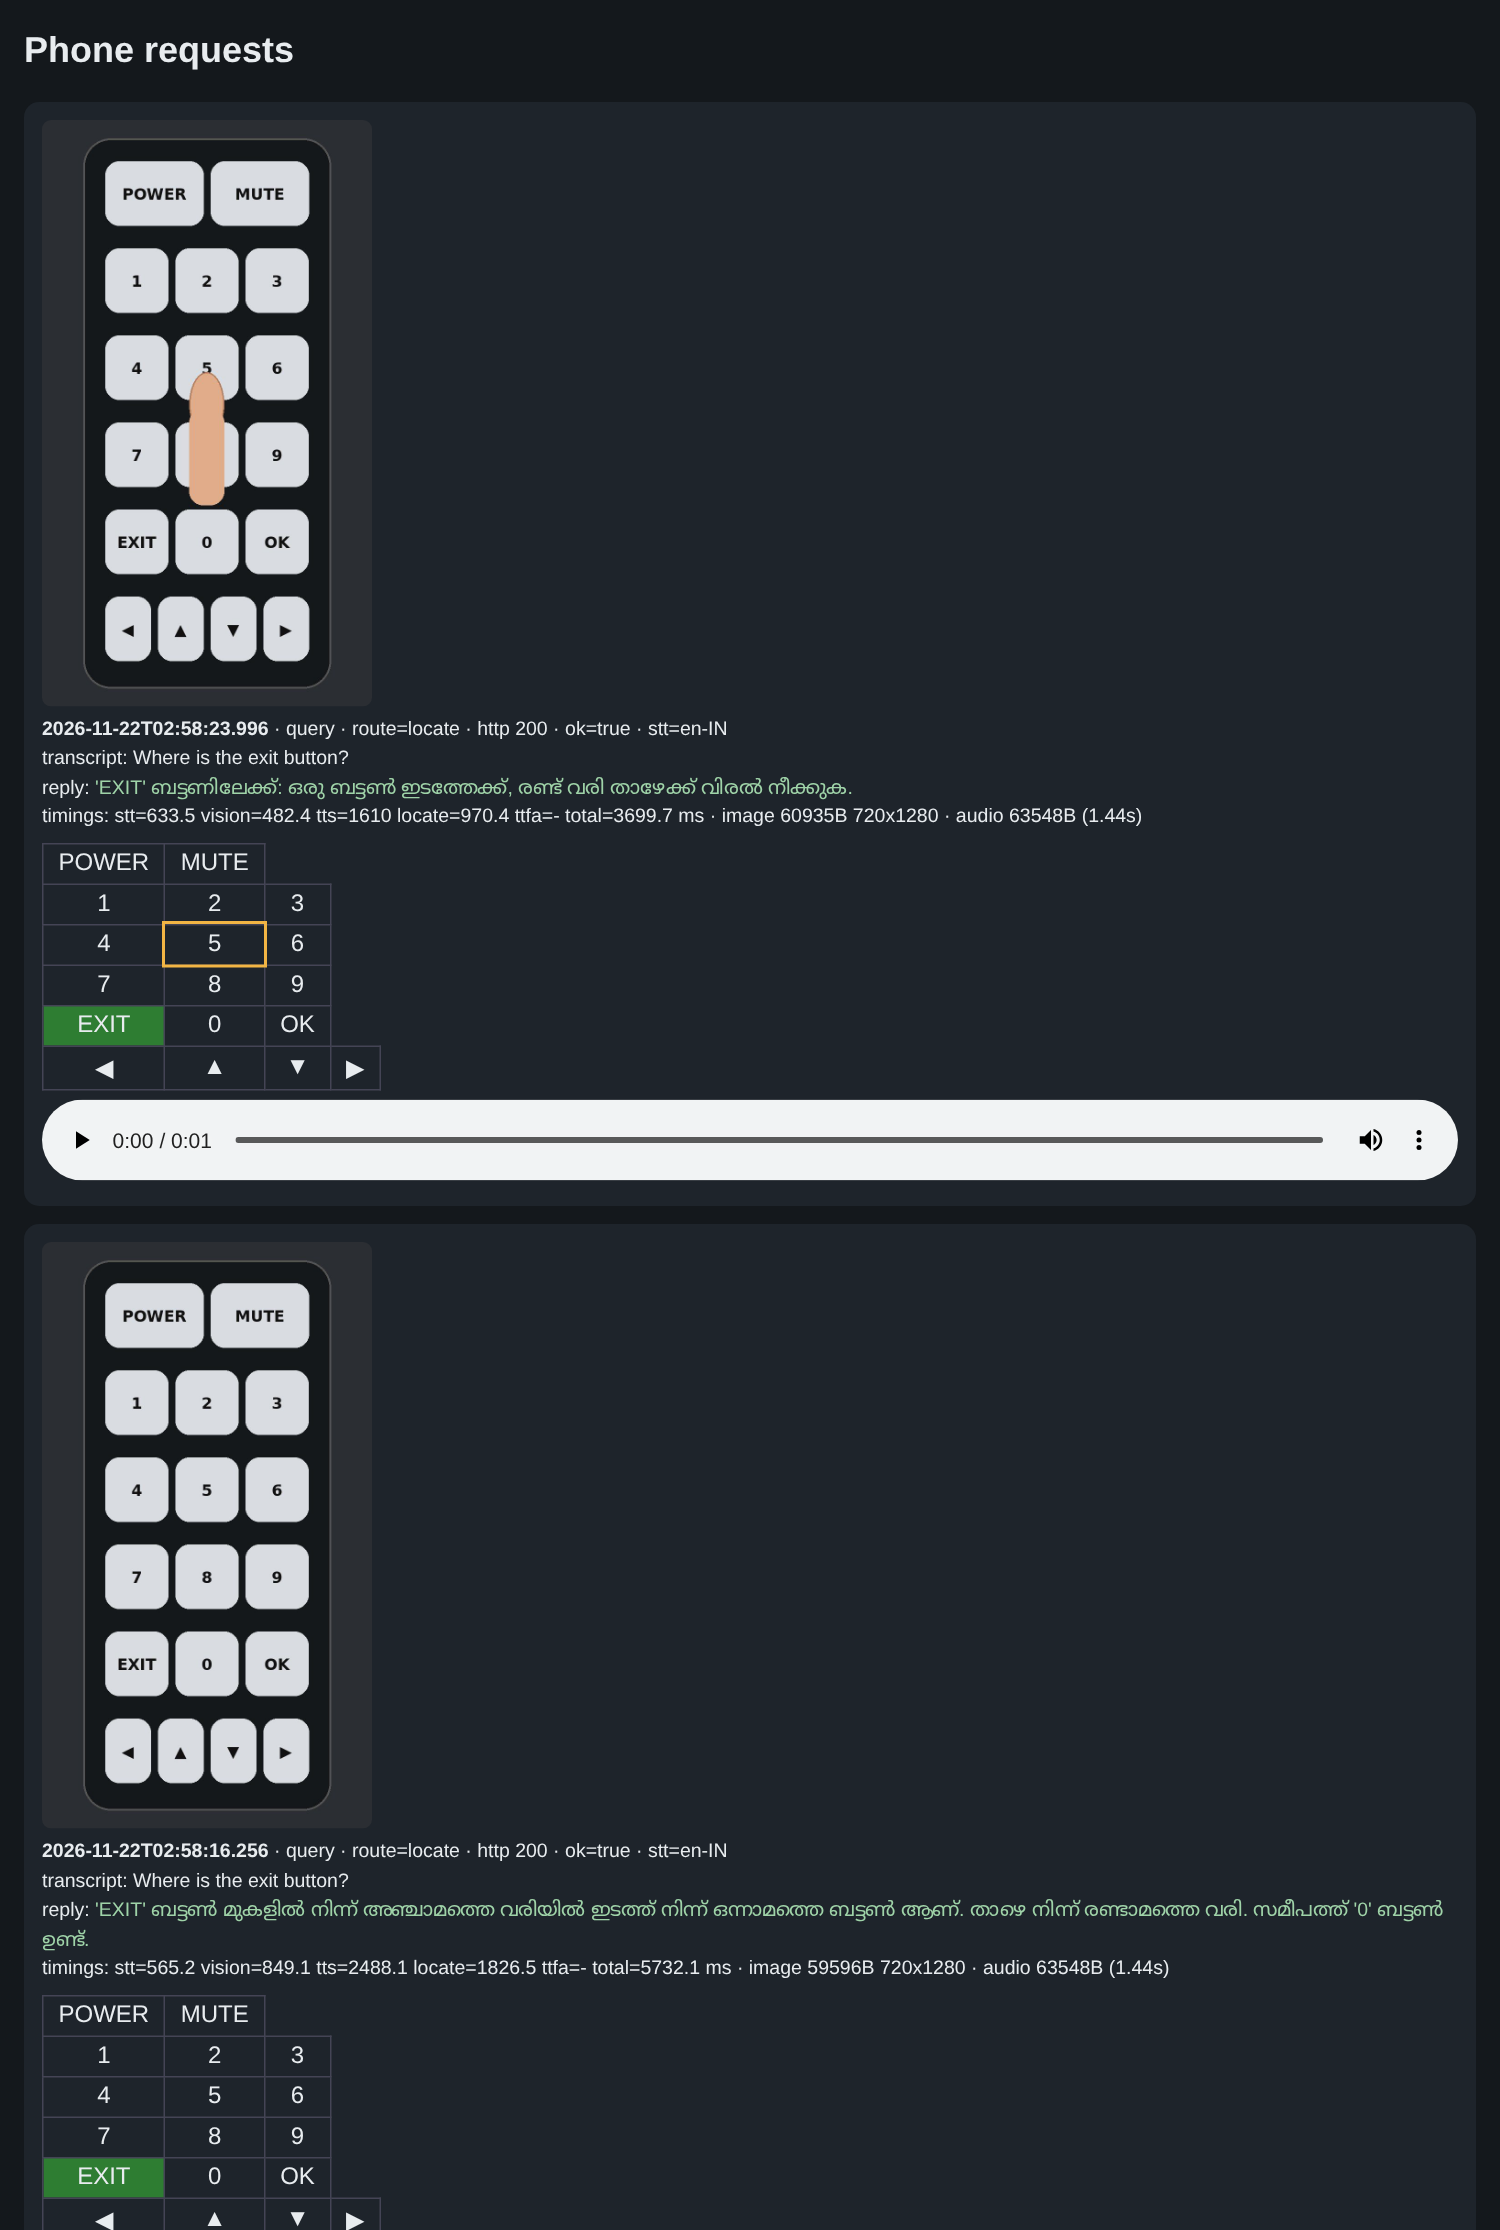 Phone requests
POWER MUTE
1 2 3
4 5 6
7 9
EXIT 0 OK
◀ ▲ ▼ ▶
2026-11-22T02:58:23.996 · query · route=locate · http 200 · ok=true · stt=en-IN
transcript: Where is the exit button?
reply: 'EXIT' ബട്ടണിലേക്ക്: ഒരു ബട്ടൺ ഇടത്തേക്ക്, രണ്ട് വരി താഴേക്ക് വിരൽ നീക്കുക.
timings: stt=633.5 vision=482.4 tts=1610 locate=970.4 ttfa=- total=3699.7 ms · image 60935B 720x1280 · audio 63548B (1.44s)
POWER MUTE
1 2 3
4 5 6
7 8 9
EXIT 0 OK
◀ ▲ ▼ ▶
0:00 / 0:01
POWER MUTE
1 2 3
4 5 6
7 8 9
EXIT 0 OK
◀ ▲ ▼ ▶
2026-11-22T02:58:16.256 · query · route=locate · http 200 · ok=true · stt=en-IN
transcript: Where is the exit button?
reply: 'EXIT' ബട്ടൺ മുകളിൽ നിന്ന് അഞ്ചാമത്തെ വരിയിൽ ഇടത്ത് നിന്ന് ഒന്നാമത്തെ ബട്ടൺ ആണ്. താഴെ നിന്ന് രണ്ടാമത്തെ വരി. സമീപത്ത് '0' ബട്ടൺ
ഉണ്ട്.
timings: stt=565.2 vision=849.1 tts=2488.1 locate=1826.5 ttfa=- total=5732.1 ms · image 59596B 720x1280 · audio 63548B (1.44s)
POWER MUTE
1 2 3
4 5 6
7 8 9
EXIT 0 OK
◀ ▲ ▼ ▶